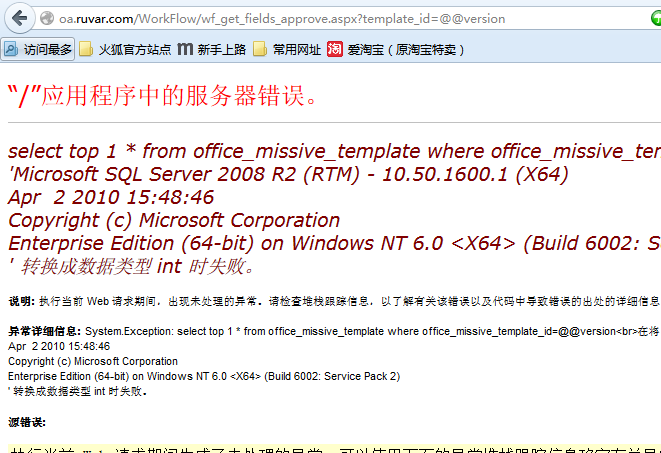 oa.ruvar.com/WorkFlow/wf_get_fields_approve.aspx?template_id=@@version
访问最多 火狐官方站点 新手上路 常用网址 爱淘宝（原淘宝特卖）
“/”应用程序中的服务器错误。
select top 1 * from office_missive_template where office_missive_ter
'Microsoft SQL Server 2008 R2 (RTM) - 10.50.1600.1 (X64)
Apr 2 2010 15:48:46
Copyright (c) Microsoft Corporation
Enterprise Edition (64-bit) on Windows NT 6.0 <X64> (Build 6002: S
' 转换成数据类型 int 时失败。
说明: 执行当前 Web 请求期间，出现未处理的异常。请检查堆栈跟踪信息，以了解有关该错误以及代码中导致错误的出处的详细信息
异常详细信息: System.Exception: select top 1 * from office_missive_template where office_missive_template_id=@@version<br>在将
Apr 2 2010 15:48:46
Copyright (c) Microsoft Corporation
Enterprise Edition (64-bit) on Windows NT 6.0 <X64> (Build 6002: Service Pack 2)
' 转换成数据类型 int 时失败。
源错误: